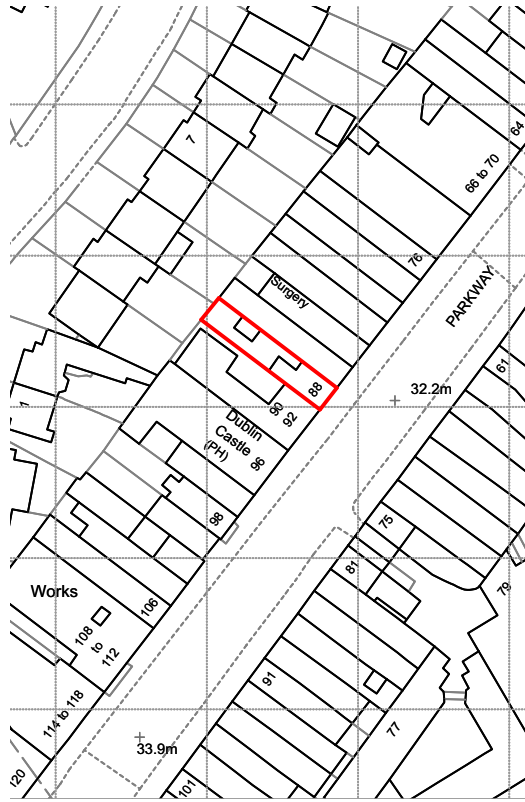 64
7
66 to 70
76
PARKWAY
Surgery
61
32.2m
88
90
92
1
Dublin
Castle
(PH)
96
98
75
81
79
Works
106
108
to
112
91
114 to 118
77
33.9m
120
101